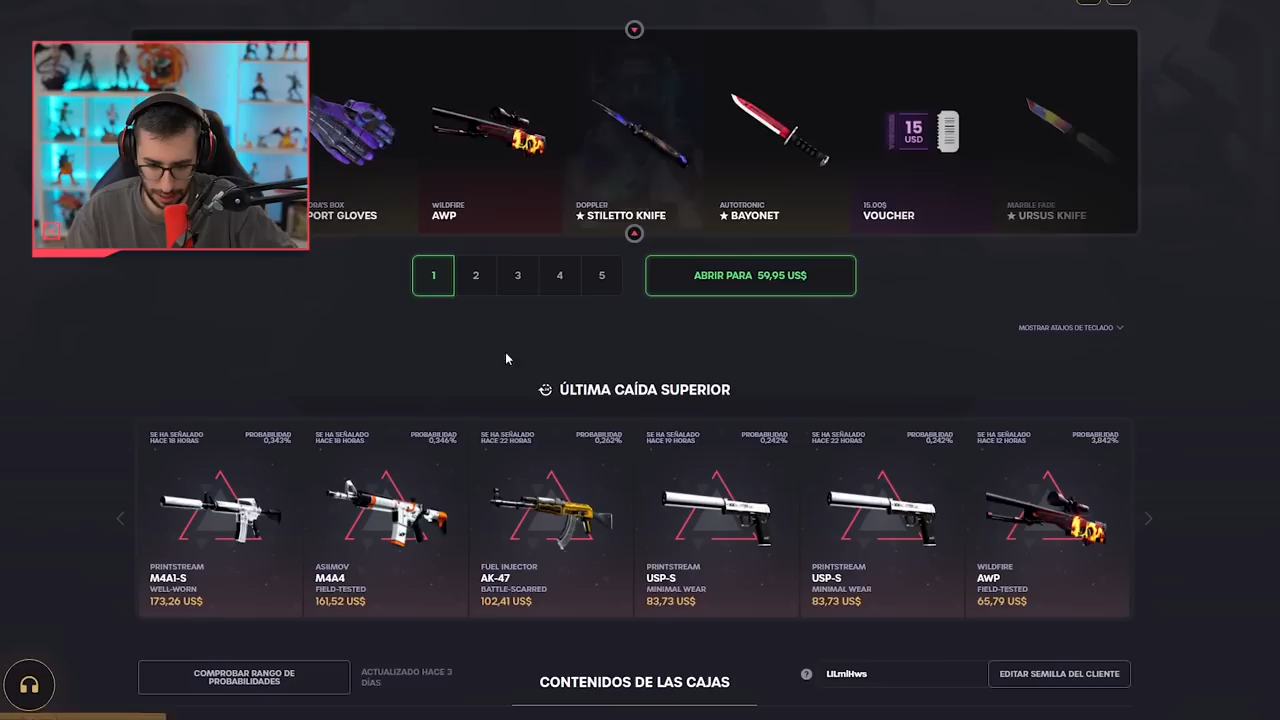 15
USD
ORA'S BOX
PORT GLOVES
WILDFIRE
AWP
DOPPLER
★ STILETTO KNIFE
AUTOTRONIC
★ BAYONET
15.00$
VOUCHER
MARBLE FADE
★ URSUS KNIFE
1 2 3 4 5
ABRIR PARA 59,95 US$
MOSTRAR ATAJOS DE TECLADO
ÚLTIMA CAÍDA SUPERIOR
SE HA SEÑALADO
HACE 18 HORAS
PROBABILIDAD
0,343%
PRINTSTREAM
M4A1-S
WELL-WORN
173,26 US$
SE HA SEÑALADO
HACE 18 HORAS
PROBABILIDAD
0,346%
ASIIMOV
M4A4
FIELD-TESTED
161,52 US$
SE HA SEÑALADO
HACE 22 HORAS
PROBABILIDAD
0,262%
FUEL INJECTOR
AK-47
BATTLE-SCARRED
102,41 US$
SE HA SEÑALADO
HACE 19 HORAS
PROBABILIDAD
0,242%
PRINTSTREAM
USP-S
MINIMAL WEAR
83,73 US$
SE HA SEÑALADO
HACE 22 HORAS
PROBABILIDAD
0,242%
PRINTSTREAM
USP-S
MINIMAL WEAR
83,73 US$
SE HA SEÑALADO
HACE 12 HORAS
PROBABILIDAD
3,842%
WILDFIRE
AWP
FIELD-TESTED
65,79 US$
COMPROBAR RANGO DE
PROBABILIDADES
ACTUALIZADO HACE 3
DÍAS
CONTENIDOS DE LAS CAJAS
?
EDITAR SEMILLA DEL CLIENTE